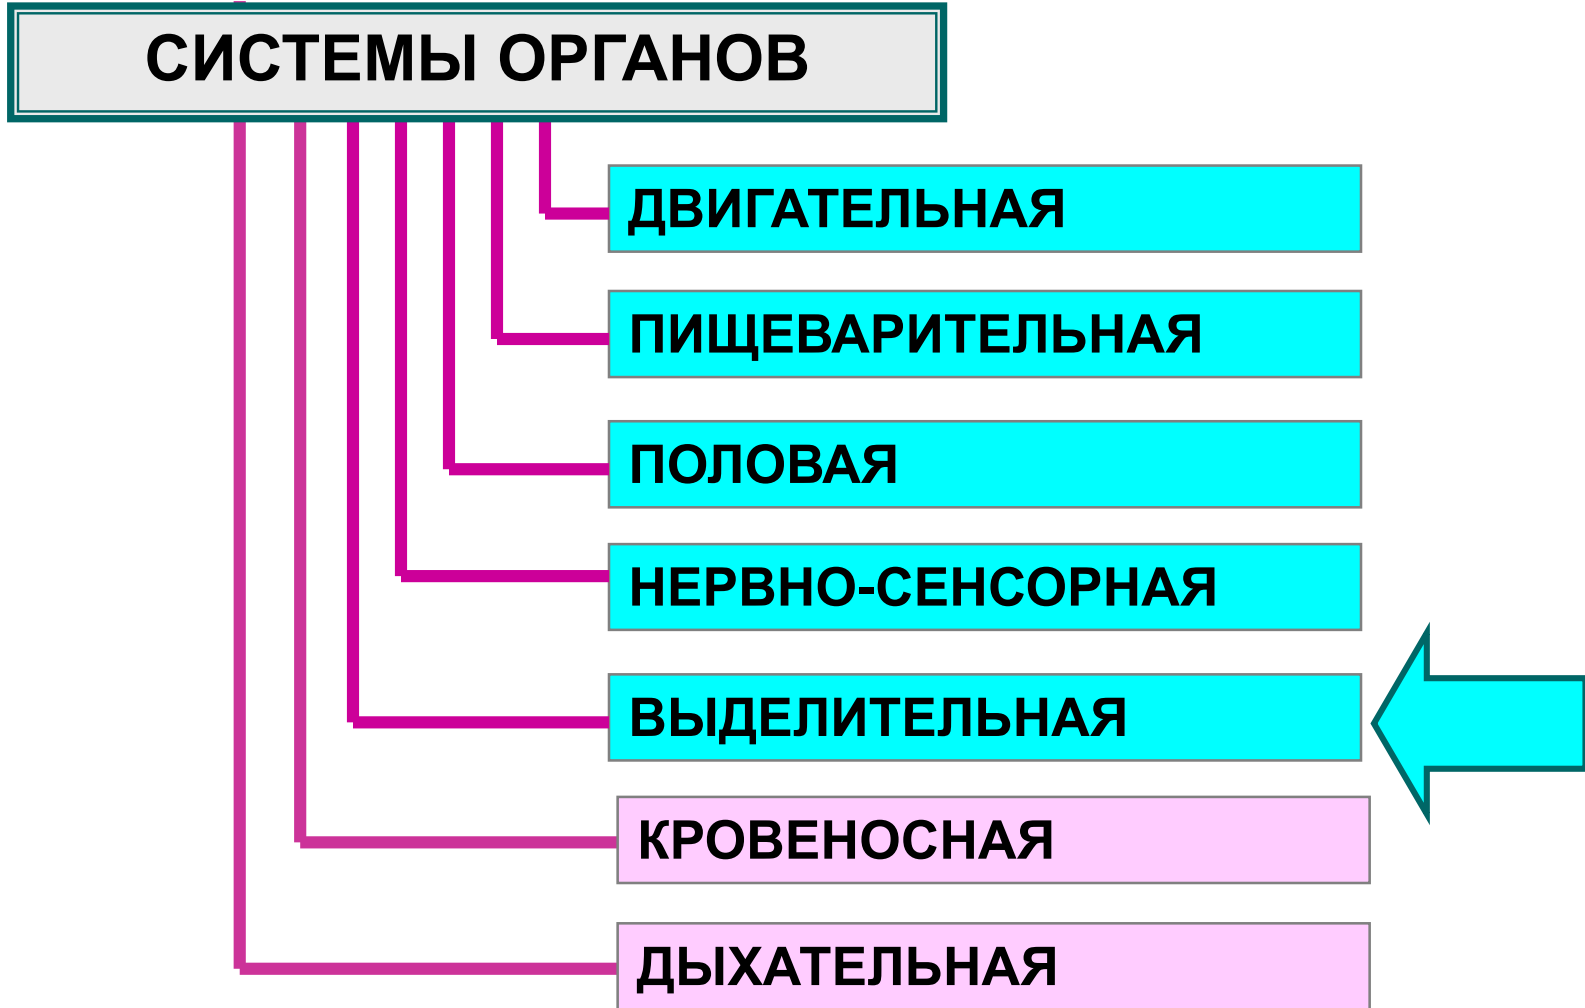 СИСТЕМЫ ОРГАНОВ
ДВИГАТЕЛЬНАЯ
ПИЩЕВАРИТЕЛЬНАЯ
ПОЛОВАЯ
НЕРВНО-СЕНСОРНАЯ
ВЫДЕЛИТЕЛЬНАЯ
КРОВЕНОСНАЯ
ДЫХАТЕЛЬНАЯ